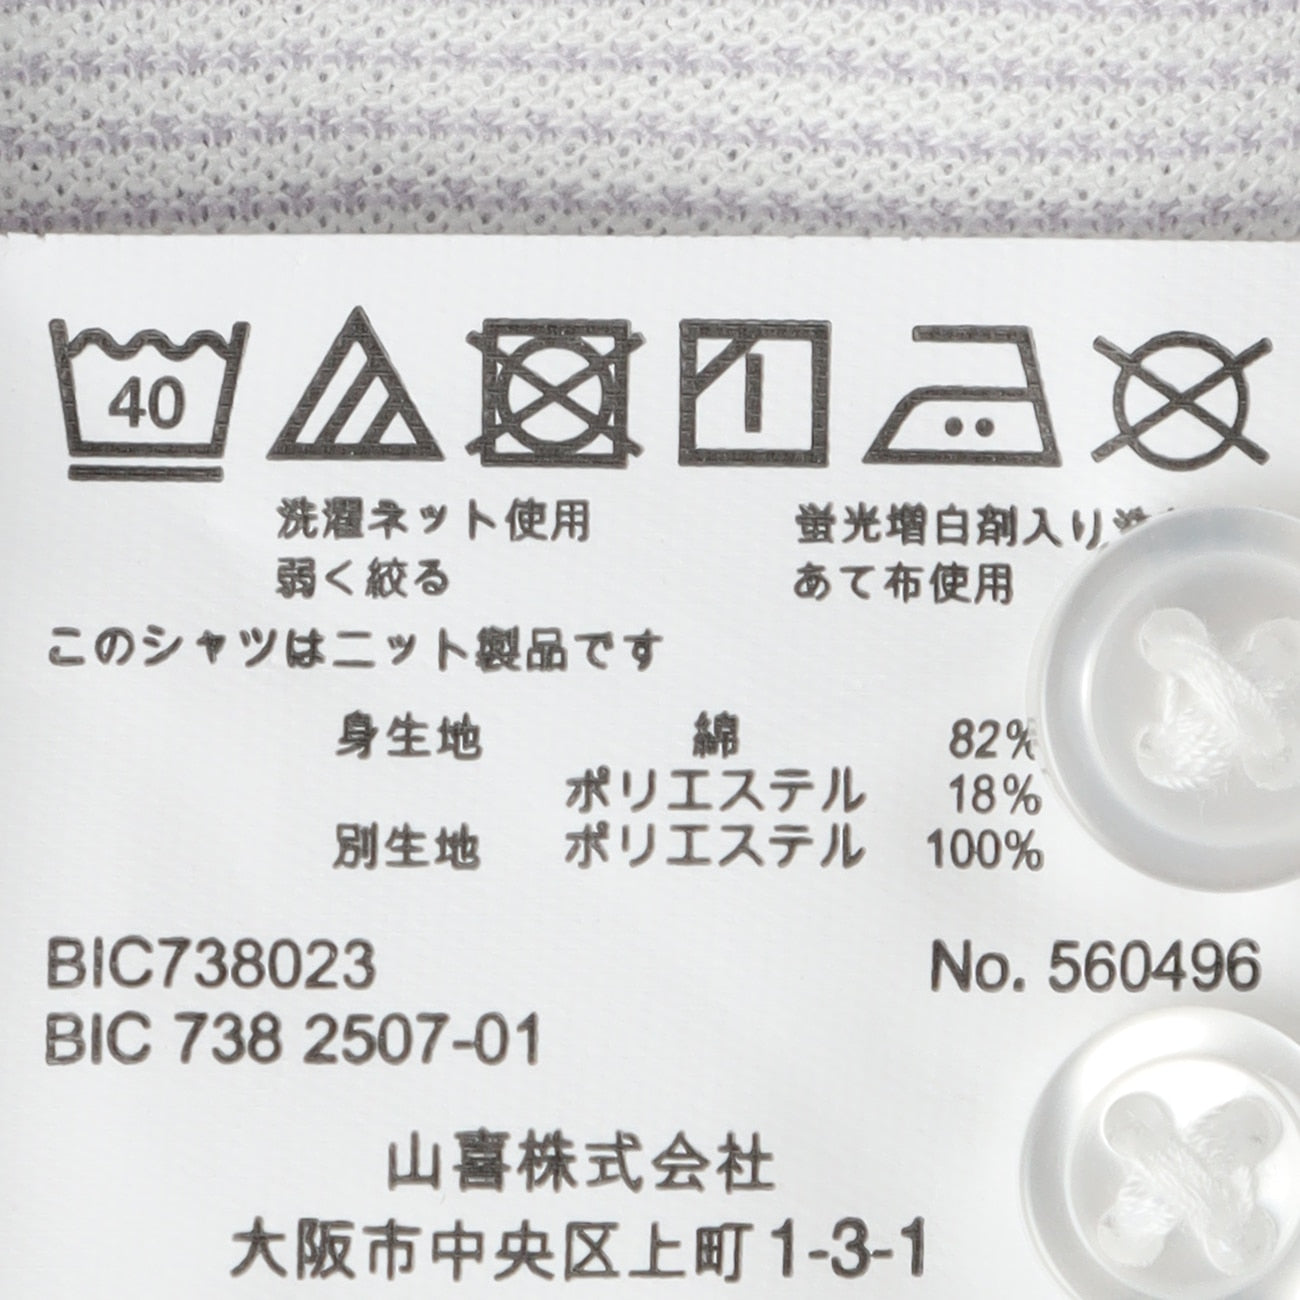 40
洗濯ネット使用
弱く絞る
蛍光増白剤入り
あて布使用
このシャツはニット製品です
身生地 綿 82%
ポリエステル 18%
別生地 ポリエステル 100%
BIC738023 No. 560496
BIC 738 2507-01
山喜株式会社
大阪市中央区上町1-3-1